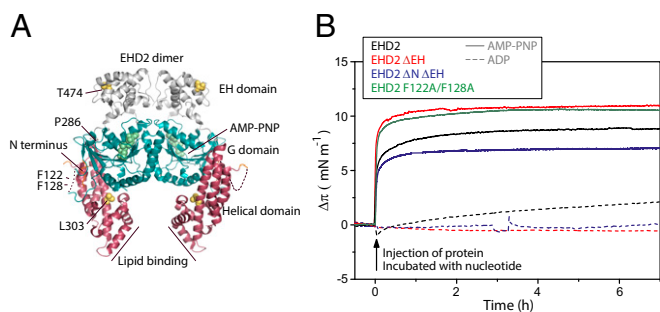 A
EHD2 dimer
T474
EH domain
P286
AMP-PNP
N terminus
G domain
F122
F128
L303
Helical domain
Lipid binding
B
EHD2
EHD2 ΔEH
EHD2 ΔN ΔEH
EHD2 F122A/F128A
AMP-PNP
ADP
15
10
5
0
-5
Δπ ( mN m-1)
Injection of protein
Incubated with nucleotide
0
2
4
6
Time (h)